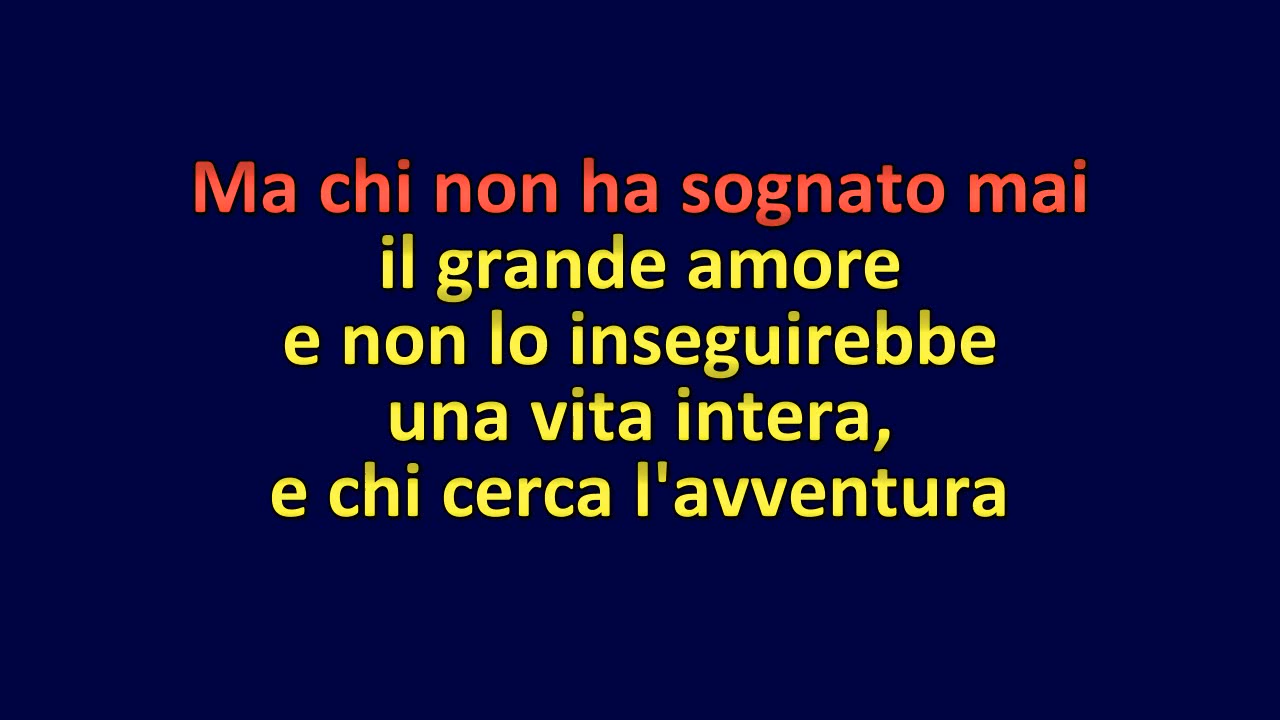 Ma chi non ha sognato mai
il grande amore
e non lo inseguirebbe
una vita intera,
e chi cerca l'avventura